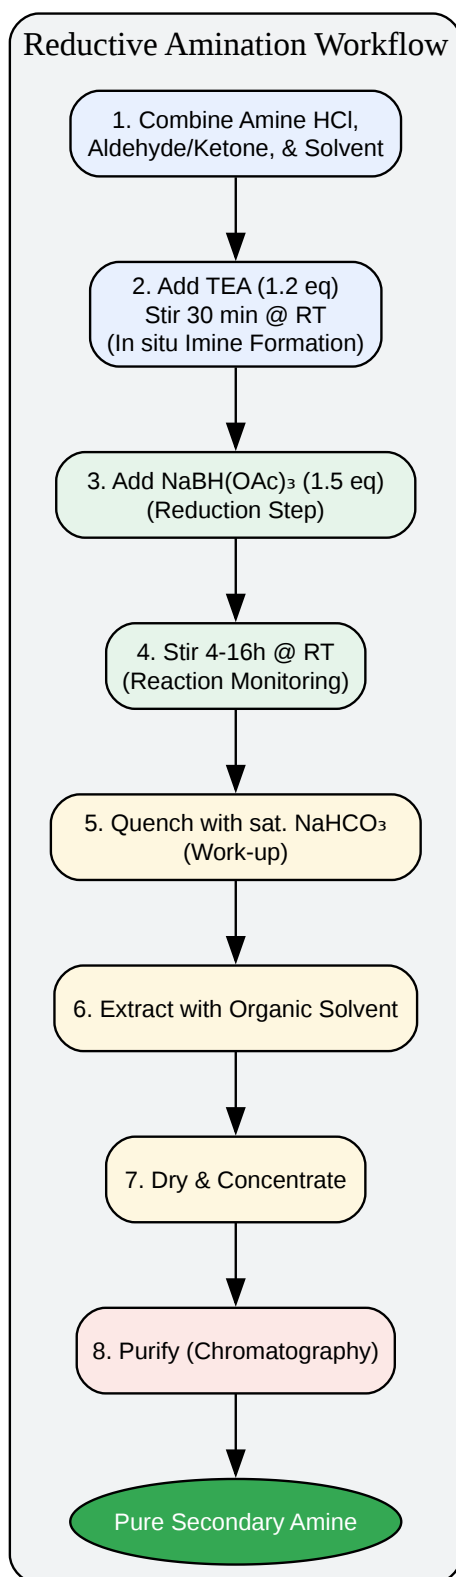 Reductive Amination Workflow
1. Combine Amine HCl,
Aldehyde/Ketone, & Solvent
2. Add TEA (1.2 eq)
Stir 30 min @ RT
(In situ Imine Formation)
3. Add NaBH(OAc)₃ (1.5 eq)
(Reduction Step)
4. Stir 4-16h @ RT
(Reaction Monitoring)
5. Quench with sat. NaHCO₃
(Work-up)
6. Extract with Organic Solvent
7. Dry & Concentrate
8. Purify (Chromatography)
Pure Secondary Amine